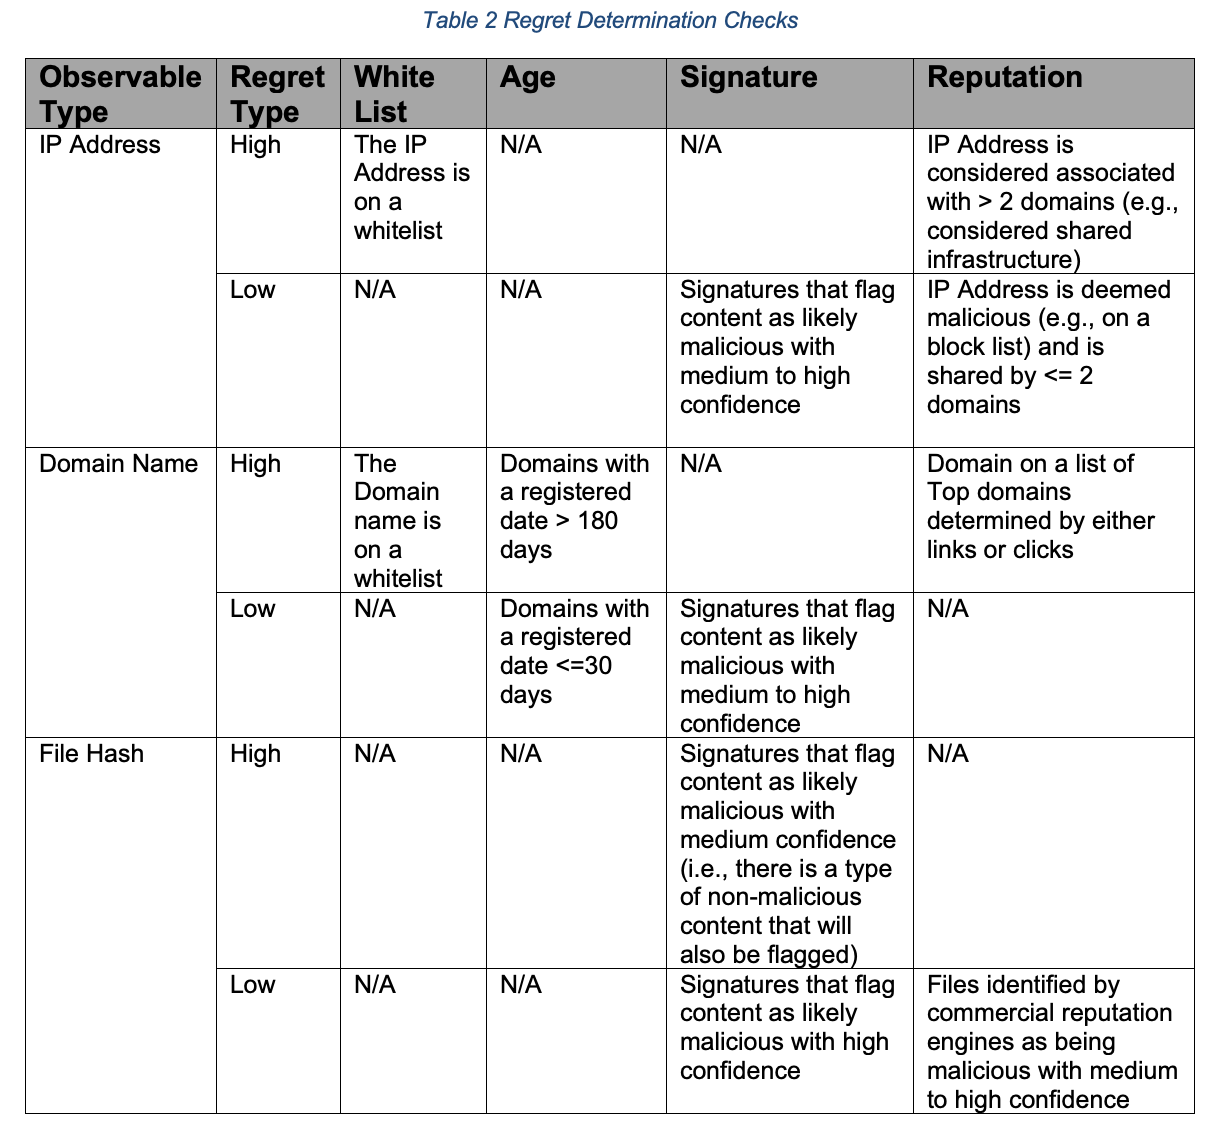 Table 2 Regret Determination Checks
Observable
Type
Regret
Type
White
List
Age
Signature
Reputation
IP Address
High
The IP
Address is
on a
whitelist
N/A
N/A
IP Address is
considered associated
with > 2 domains (e.g.,
considered shared
infrastructure)
Low
N/A
N/A
Signatures that flag
content as likely
malicious with
medium to high
confidence
IP Address is deemed
malicious (e.g., on a
block list) and is
shared by <= 2
domains
Domain Name
High
The
Domain
name is
on a
whitelist
Domains with
a registered
date > 180
days
N/A
Domain on a list of
Top domains
determined by either
links or clicks
Low
N/A
Domains with
a registered
date <=30
days
Signatures that flag
content as likely
malicious with
medium to high
confidence
N/A
File Hash
High
N/A
N/A
Signatures that flag
content as likely
malicious with
medium confidence
(i.e., there is a type
of non-malicious
content that will
also be flagged)
N/A
Low
N/A
N/A
Signatures that flag
content as likely
malicious with high
confidence
Files identified by
commercial reputation
engines as being
malicious with medium
to high confidence